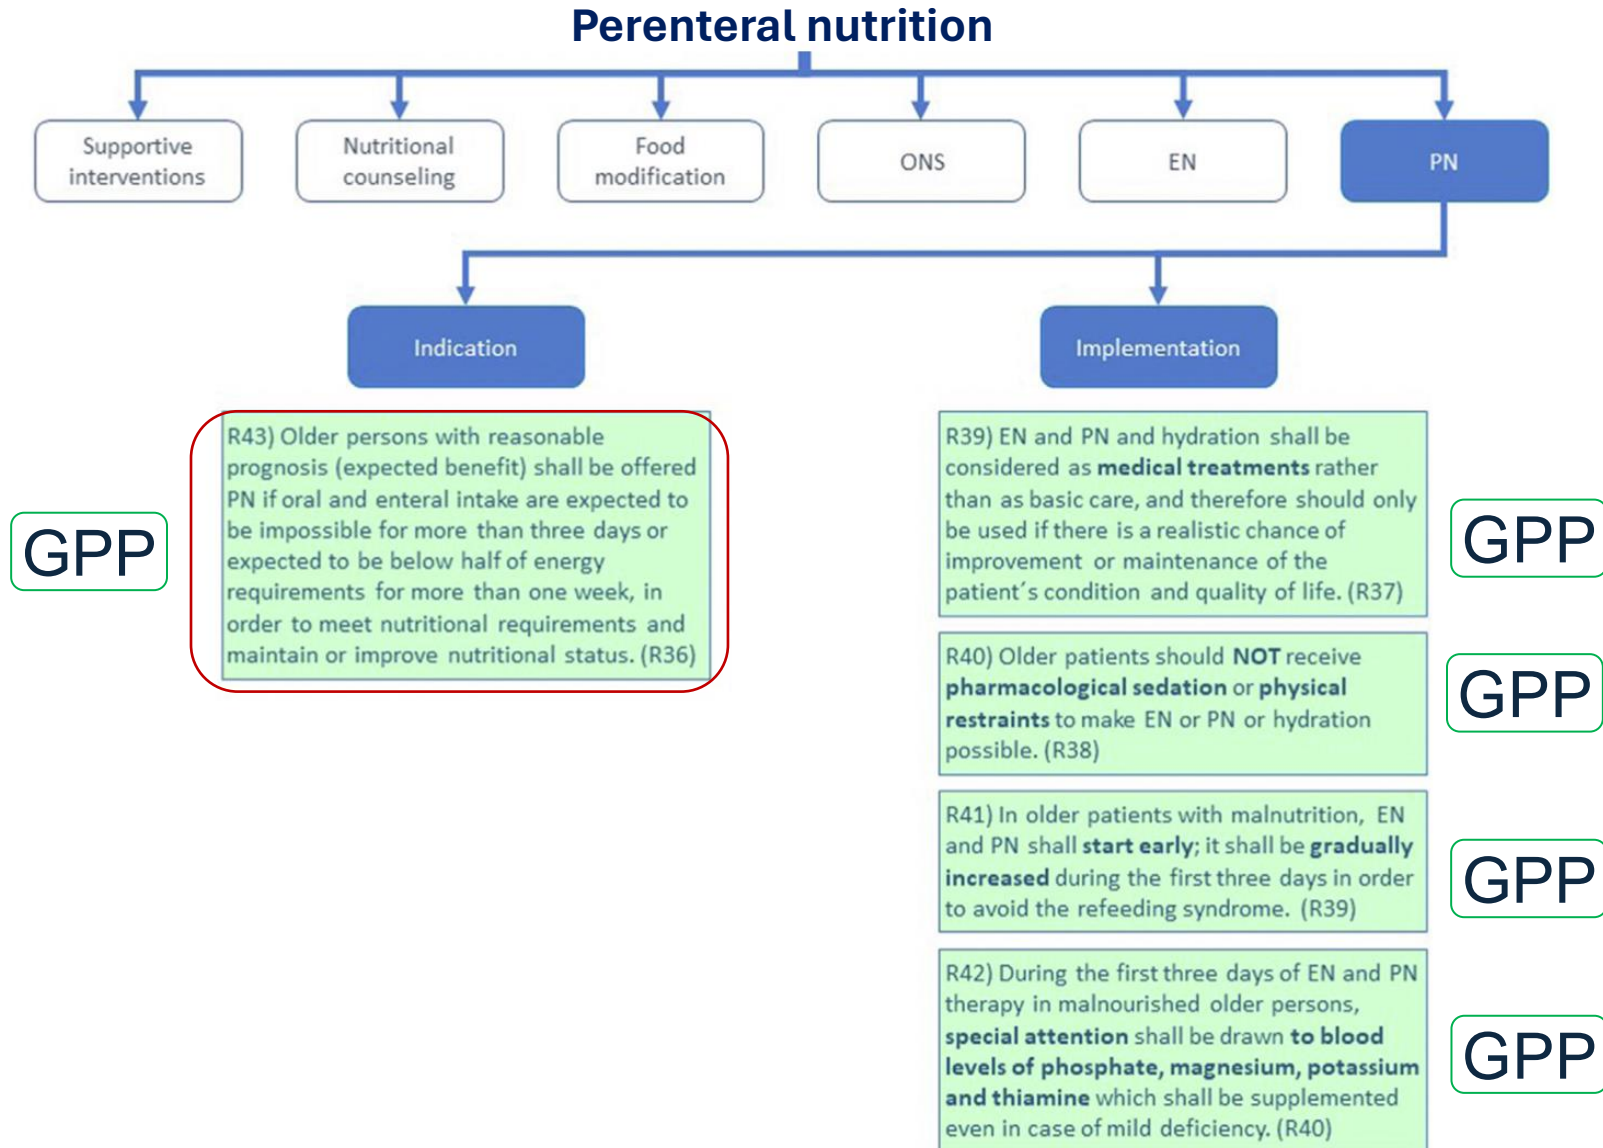 Perenteral nutrition
Supportive
interventions
Nutritional
counseling
Food
modification
ONS
EN
PN
Indication
Implementation
GPP
R43) Older persons with reasonable
prognosis (expected benefit) shall be offered
PN if oral and enteral intake are expected to
be impossible for more than three days or
expected to be below half of energy
requirements for more than one week, in
order to meet nutritional requirements and
maintain or improve nutritional status. (R36)
R39) EN and PN and hydration shall be
considered as medical treatments rather
than as basic care, and therefore should only
be used if there is a realistic chance of
improvement or maintenance of the
patient´s condition and quality of life. (R37)
GPP
R40) Older patients should NOT receive
pharmacological sedation or physical
restraints to make EN or PN or hydration
possible. (R38)
GPP
R41) In older patients with malnutrition, EN
and PN shall start early; it shall be gradually
increased during the first three days in order
to avoid the refeeding syndrome. (R39)
GPP
R42) During the first three days of EN and PN
therapy in malnourished older persons,
special attention shall be drawn to blood
levels of phosphate, magnesium, potassium
and thiamine which shall be supplemented
even in case of mild deficiency. (R40)
GPP